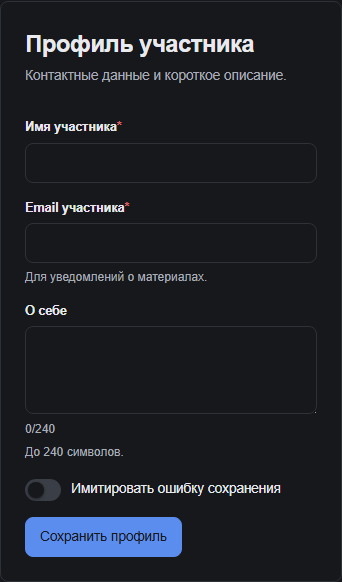 Профиль участника
Контактные данные и короткое описание.
Имя участника*
Email участника*
Для уведомлений о материалах.
О себе
0/240
До 240 символов.
Имитировать ошибку сохранения
Сохранить профиль